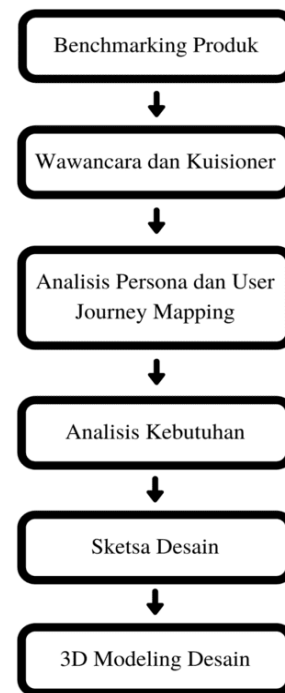 Benchmarking Produk
Wawancara dan Kuisioner
Analisis Persona dan User
Journey Mapping
Analisis Kebutuhan
Sketsa Desain
3D Modeling Desain